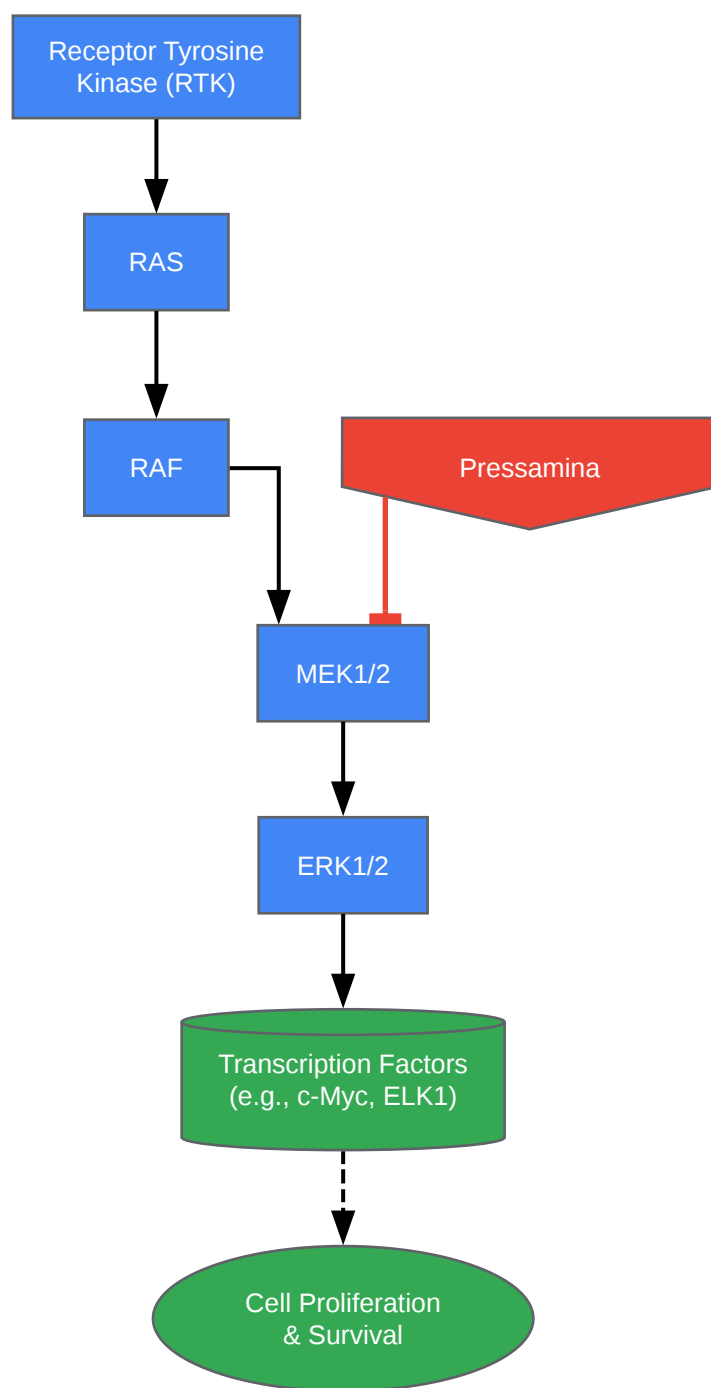 Receptor Tyrosine
Kinase (RTK)
RAS
RAF
Pressamina
MEK1/2
ERK1/2
Transcription Factors
(e.g., c-Myc, ELK1)
Cell Proliferation
& Survival